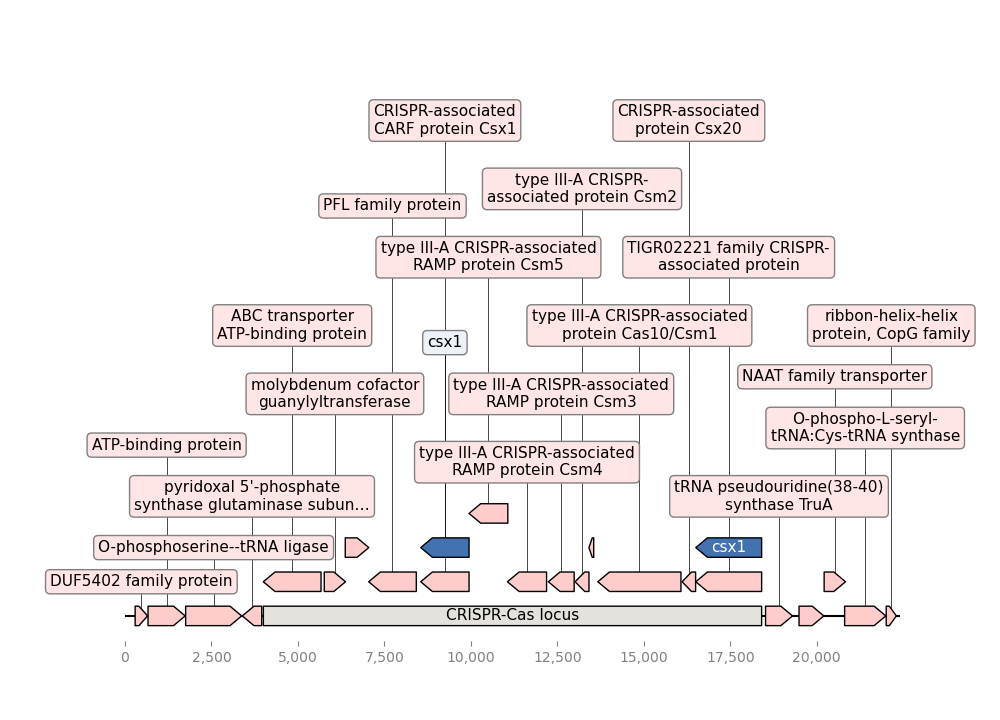 CRISPR-associated
CARF protein Csx1
CRISPR-associated
protein Csx20
type III-A CRISPR-
associated protein Csm2
PFL family protein
type III-A CRISPR-associated
RAMP protein Csm5
TIGR02221 family CRISPR-
associated protein
ABC transporter
ATP-binding protein
type III-A CRISPR-associated
protein Cas10/Csm1
ribbon-helix-helix
protein, CopG family
csx1
NAAT family transporter
molybdenum cofactor
guanylyltransferase
type III-A CRISPR-associated
RAMP protein Csm3
O-phospho-L-seryl-
tRNA:Cys-tRNA synthase
ATP-binding protein
type III-A CRISPR-associated
RAMP protein Csm4
pyridoxal 5'-phosphate
synthase glutaminase subun...
tRNA pseudouridine(38-40)
synthase TruA
O-phosphoserine--tRNA ligase
csx1
DUF5402 family protein
CRISPR-Cas locus
0 2,500 5,000 7,500 10,000 12,500 15,000 17,500 20,000